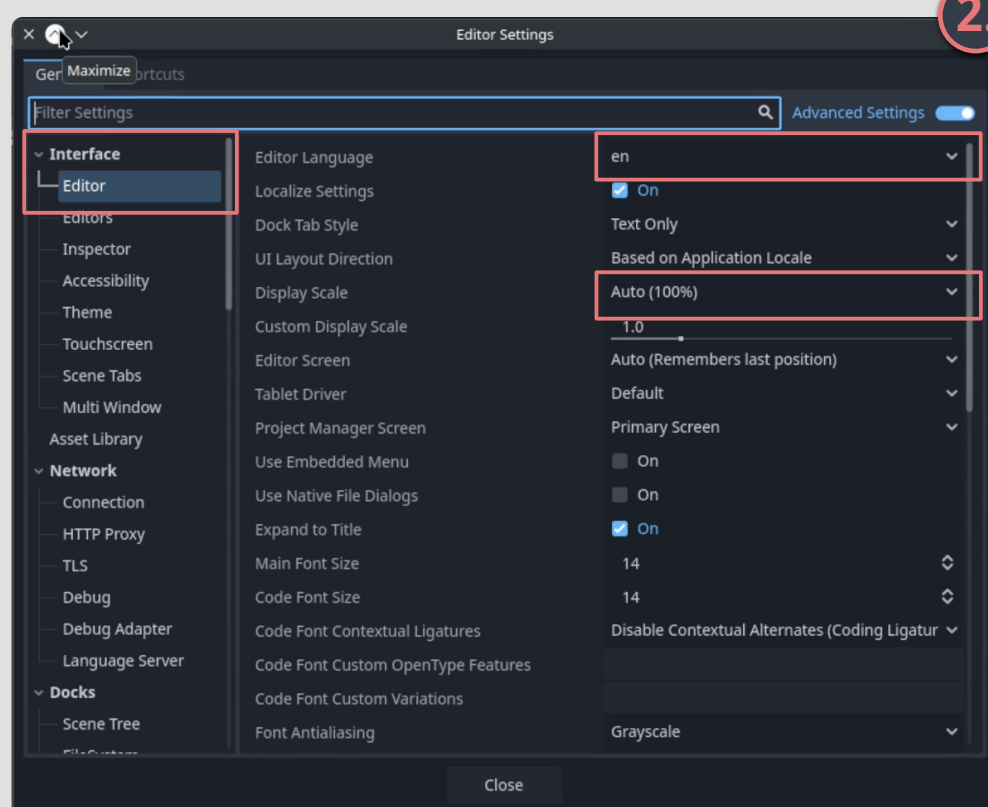 2.
Editor Settings
Maximize
Ger
ortcuts
Filter Settings
Advanced Settings
Interface
Editor
Editors
Inspector
Accessibility
Theme
Touchscreen
Scene Tabs
Multi Window
Asset Library
Network
Connection
HTTP Proxy
TLS
Debug
Debug Adapter
Language Server
Docks
Scene Tree
FileSystem
Editor Language en
Localize Settings On
Dock Tab Style Text Only
UI Layout Direction Based on Application Locale
Display Scale Auto (100%)
Custom Display Scale 1.0
Editor Screen Auto (Remembers last position)
Tablet Driver Default
Project Manager Screen Primary Screen
Use Embedded Menu On
Use Native File Dialogs On
Expand to Title On
Main Font Size 14
Code Font Size 14
Code Font Contextual Ligatures Disable Contextual Alternates (Coding Ligatur
Code Font Custom OpenType Features
Code Font Custom Variations
Font Antialiasing Grayscale
Close